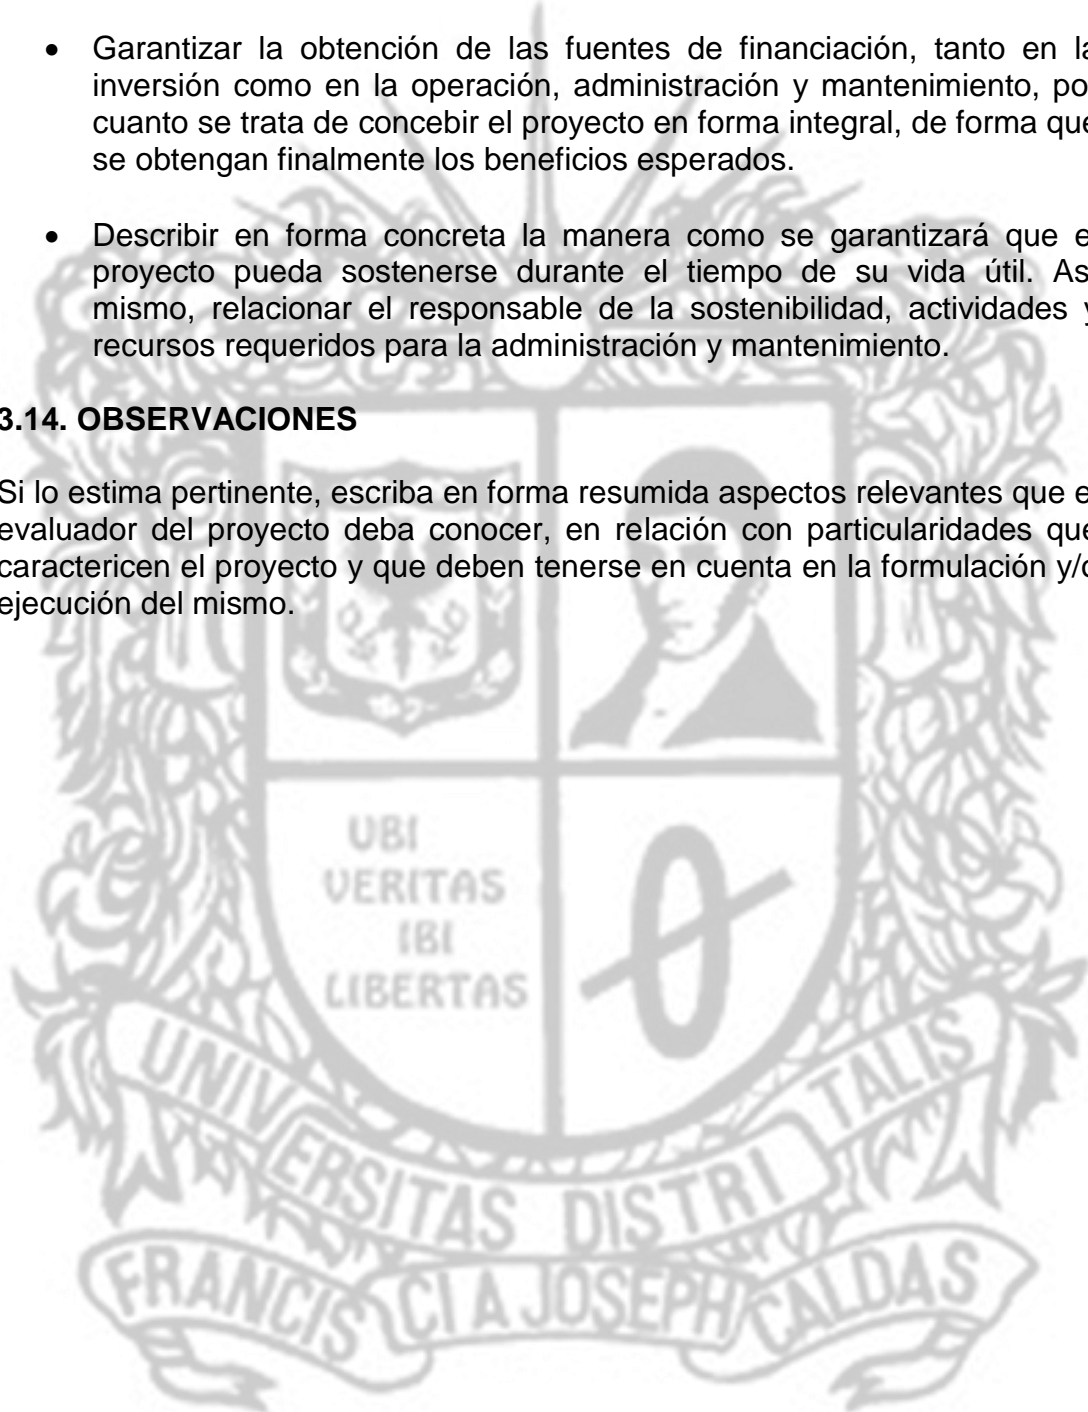 • Garantizar la obtención de las fuentes de financiación, tanto en la
inversión como en la operación, administración y mantenimiento, po
cuanto se trata de concebir el proyecto en forma integral, de forma que
se obtengan finalmente los beneficios esperados.
• Describir en forma concreta la manera como se garantizará que e
proyecto pueda sostenerse durante el tiempo de su vida útil. As
mismo, relacionar el responsable de la sostenibilidad, actividades y
recursos requeridos para la administración y mantenimiento.
3.14. OBSERVACIONES
Si lo estima pertinente, escriba en forma resumida aspectos relevantes que e
evaluador del proyecto deba conocer, en relación con particularidades que
caractericen el proyecto y que deben tenerse en cuenta en la formulación y/o
ejecución del mismo.
UBI
VERITAS
IBI
LIBERTAS
UNIVERSITAS DISTRITALIS
FRANCISCI A JOSEPH CALDAS